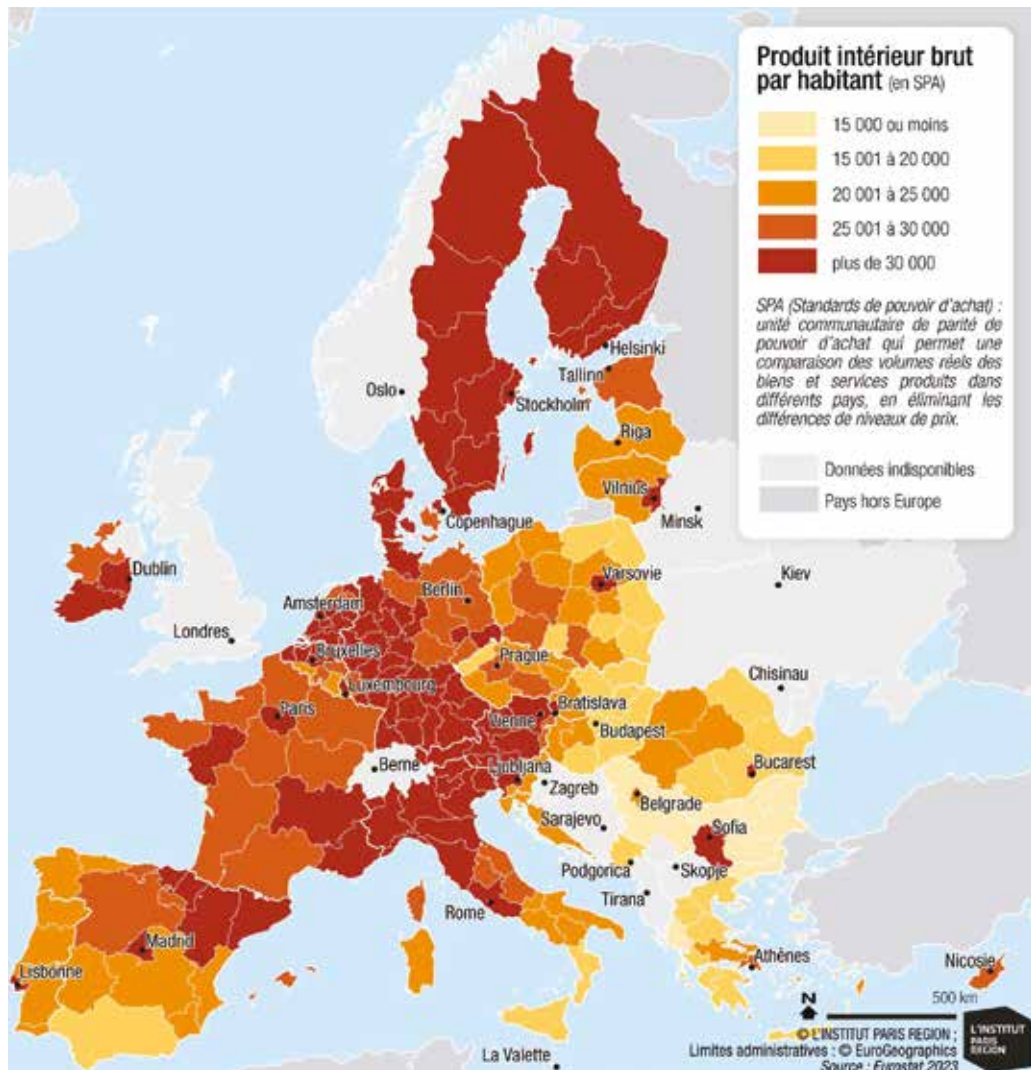 Produit intérieur brut
par habitant (en SPA)
15 000 ou moins
15 001 à 20 000
20 001 à 25 000
25 001 à 30 000
plus de 30 000
SPA (Standards de pouvoir d'achat) :
unité communautaire de parité de
pouvoir d'achat qui permet une
comparaison des volumes réels des
biens et services produits dans
différents pays, en éliminant les
différences de niveaux de prix.
Données indisponibles
Pays hors Europe
Helsinki
Tallinn
Oslo
Stockholm
Riga
Vilnius
Minsk
Copenhague
Dublin
Varsovie
Kiev
Berlin
Amsterdam
Londres
Bruxelles
Prague
Luxembourg
Chisinau
Paris
Bratislava
Vienne
Budapest
Berne
Ljubljana
Bucarest
Zagreb
Belgrade
Sarajevo
Sofia
Podgorica
Skopje
Tirana
Rome
Madrid
Lisbonne
Athènes
Nicosie
N
500 km
© L'INSTITUT PARIS REGION ;
Limites administratives : © EuroGeographics
Source : Eurostat 2023
L'INSTITUT
PARIS
REGION
La Valette